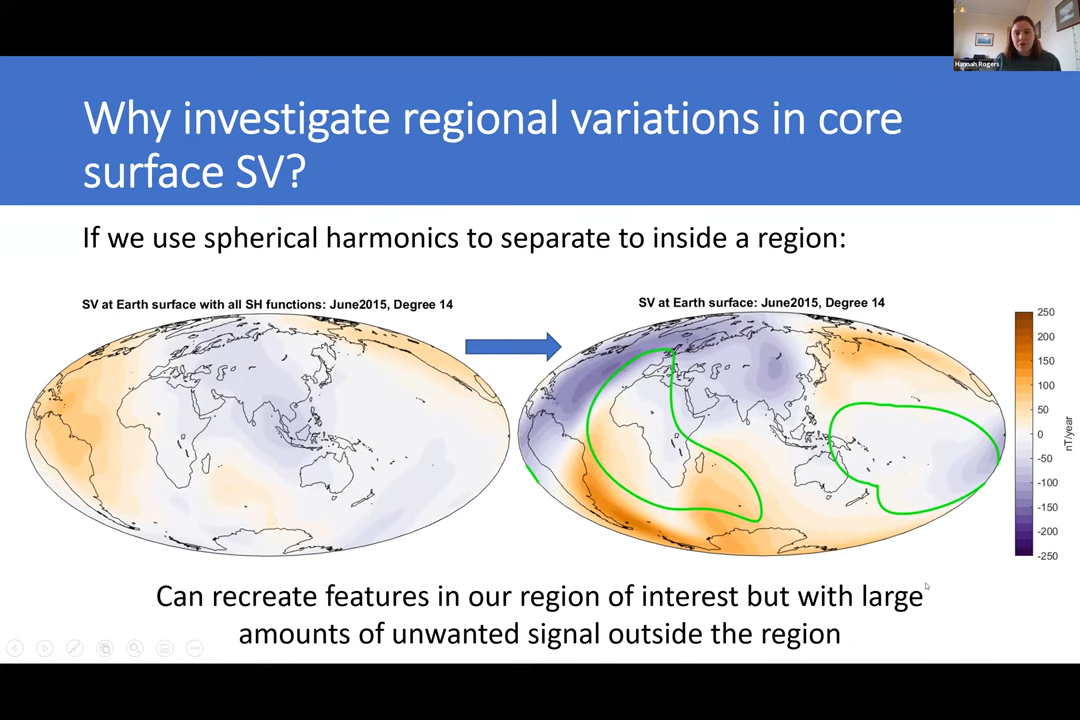 Hannah Rogers
Why investigate regional variations in core
surface SV?
If we use spherical harmonics to separate to inside a region:
SV at Earth surface with all SH functions: June2015, Degree 14
SV at Earth surface: June2015, Degree 14
250
200
150
100
50
0
-50
-100
-150
-200
-250
nT/year
Can recreate features in our region of interest but with large
amounts of unwanted signal outside the region